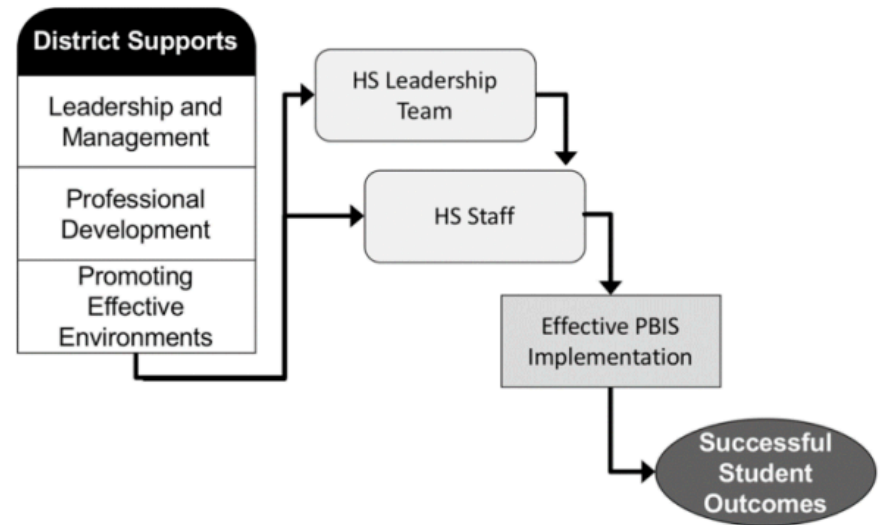 District Supports
Leadership and
Management
Professional
Development
Promoting
Effective
Environments
HS Leadership
Team
HS Staff
Effective PBIS
Implementation
Successful
Student
Outcomes